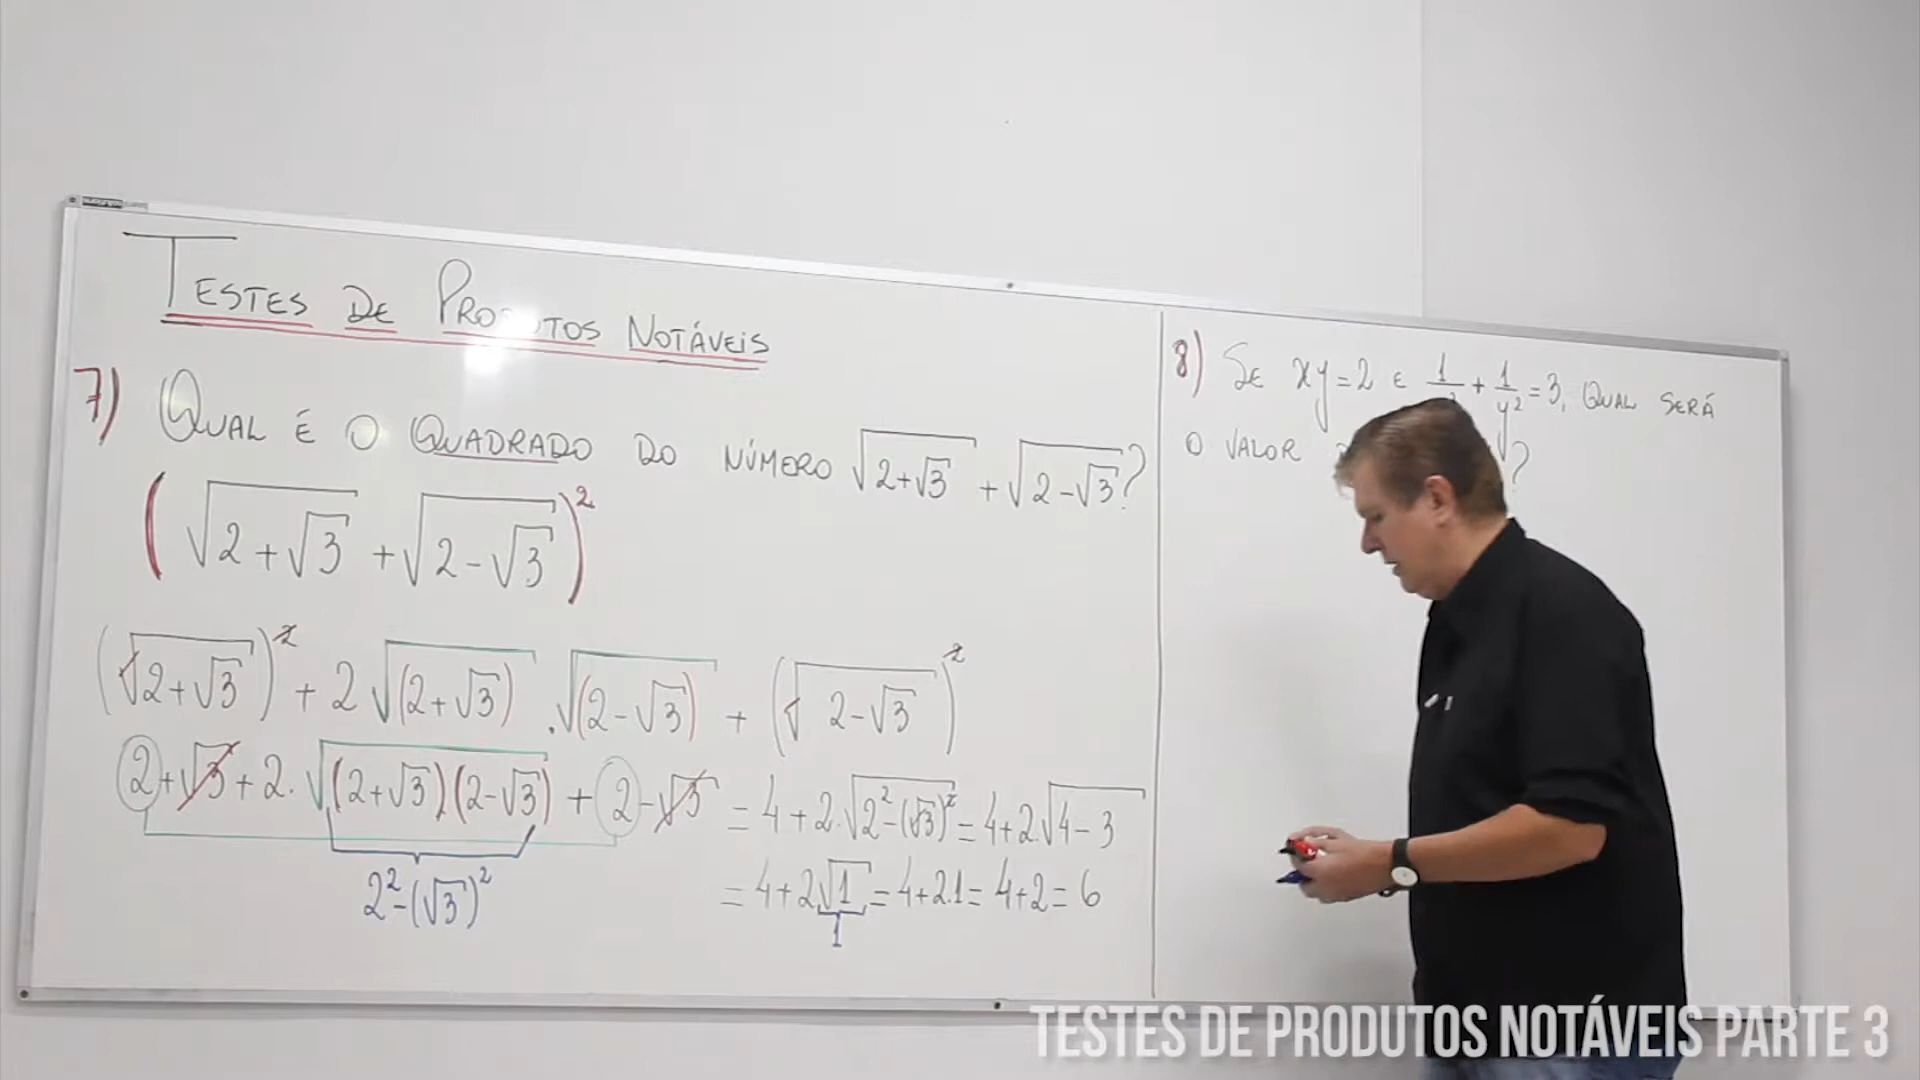 TESTES DE PRODUTOS NOTÁVEIS
7) QUAL É O QUADRADO DO NÚMERO √(2+√3) + √(2-√3)?
(√(2+√3) + √(2-√3))²
(√(2+√3))² + 2√(2+√3) . √(2-√3) + (√(2-√3))²
2+√3+2.√((2+√3)(2-√3)) + 2-√3 = 4+2.√(2²-(√3)²) = 4+2√(4-3)
2²-(√3)²
= 4+2√1 = 4+2.1 = 4+2 = 6
1
8) SE xy=2 E 1 + 1/y² = 3, QUAL SERÁ
O VALOR ?
TESTES DE PRODUTOS NOTÁVEIS PARTE 3